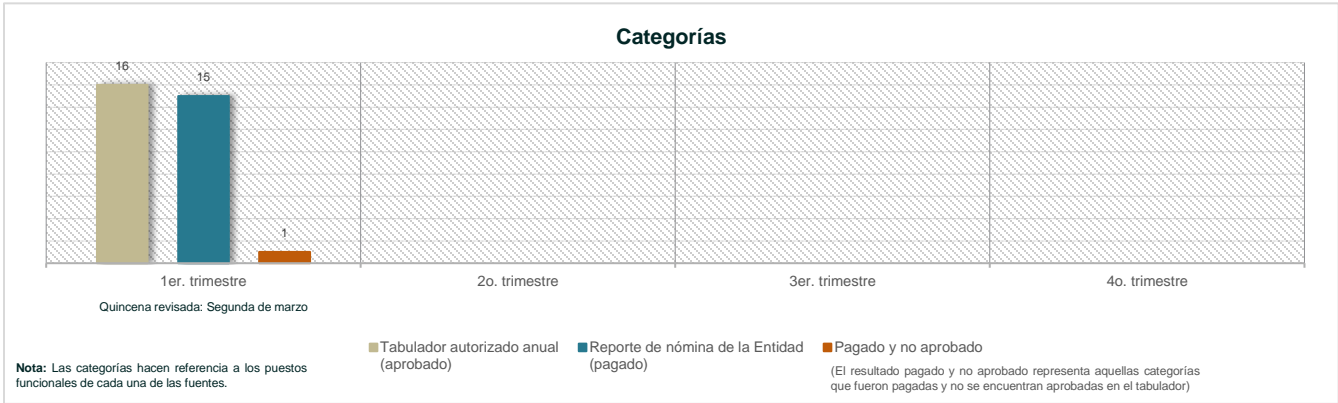 Categorías
16
15
1
1er. trimestre
2o. trimestre
3er. trimestre
4o. trimestre
Quincena revisada: Segunda de marzo
Tabulador autorizado anual
(aprobado)
Reporte de nómina de la Entidad
(pagado)
Pagado y no aprobado
Nota: Las categorías hacen referencia a los puestos
funcionales de cada una de las fuentes.
(El resultado pagado y no aprobado representa aquellas categorías
que fueron pagadas y no se encuentran aprobadas en el tabulador)